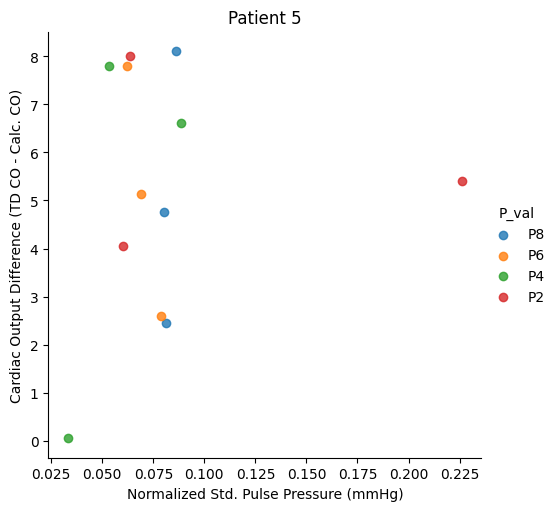 Patient 5
Cardiac Output Difference (TD CO - Calc. CO)
8
7
6
5
4
3
2
1
0
0.025 0.050 0.075 0.100 0.125 0.150 0.175 0.200 0.225
Normalized Std. Pulse Pressure (mmHg)
P_val
P8
P6
P4
P2